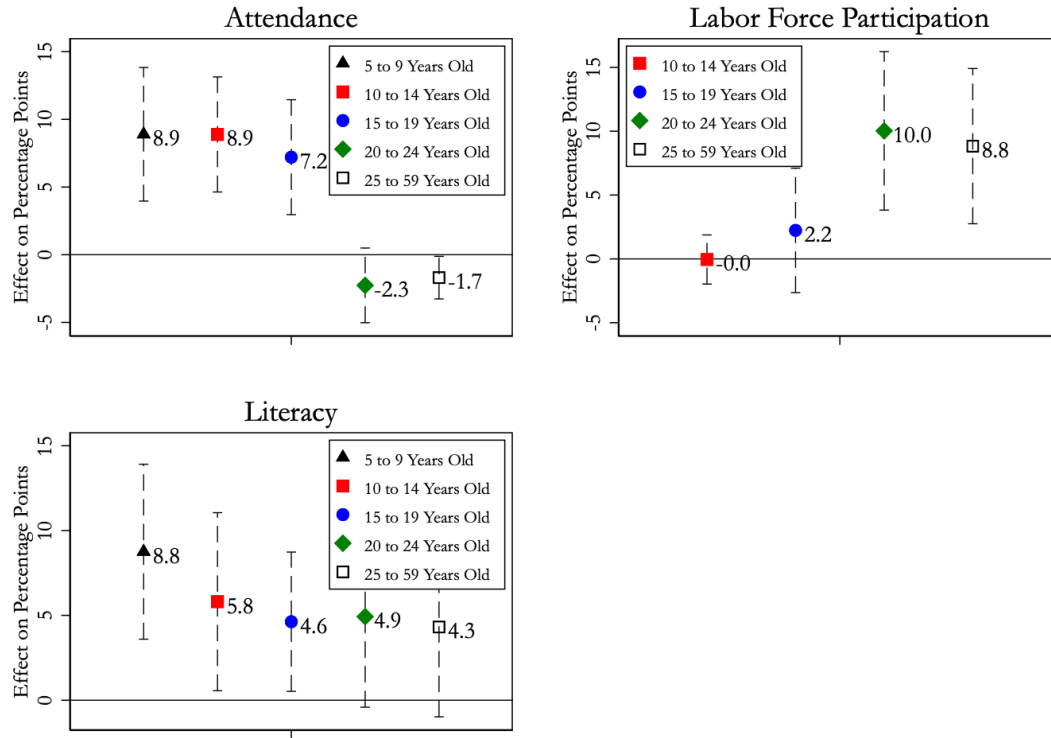 Attendance
Effect on Percentage Points
15
10
5
0
-5
5 to 9 Years Old
10 to 14 Years Old
15 to 19 Years Old
20 to 24 Years Old
25 to 59 Years Old
8.9
8.9
7.2
-2.3
-1.7
Labor Force Participation
Effect on Percentage Points
15
10
5
0
-5
10 to 14 Years Old
15 to 19 Years Old
20 to 24 Years Old
25 to 59 Years Old
-0.0
2.2
10.0
8.8
Literacy
Effect on Percentage Points
15
10
5
0
5 to 9 Years Old
10 to 14 Years Old
15 to 19 Years Old
20 to 24 Years Old
25 to 59 Years Old
8.8
5.8
4.6
4.9
4.3